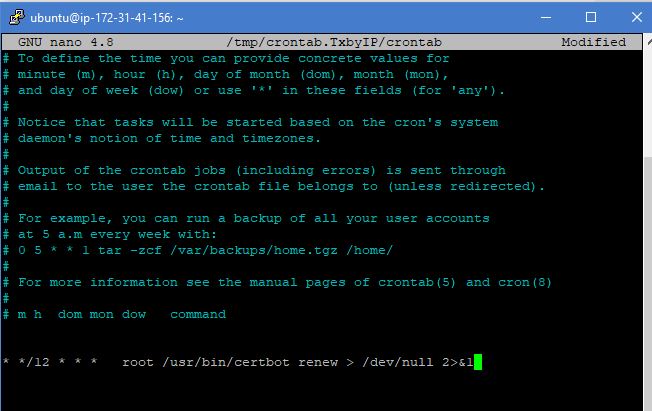 ubuntu@ip-172-31-41-156: ~
GNU nano 4.8 /tmp/crontab.TxbyIP/crontab Modified
# To define the time you can provide concrete values for
# minute (m), hour (h), day of month (dom), month (mon),
# and day of week (dow) or use '*' in these fields (for 'any').
#
# Notice that tasks will be started based on the cron's system
# daemon's notion of time and timezones.
#
# Output of the crontab jobs (including errors) is sent through
# email to the user the crontab file belongs to (unless redirected).
#
# For example, you can run a backup of all your user accounts
# at 5 a.m every week with:
# 0 5 * * 1 tar -zcf /var/backups/home.tgz /home/
#
# For more information see the manual pages of crontab(5) and cron(8)
#
# m h  dom mon dow   command
* */12 * * *   root /usr/bin/certbot renew > /dev/null 2>&1